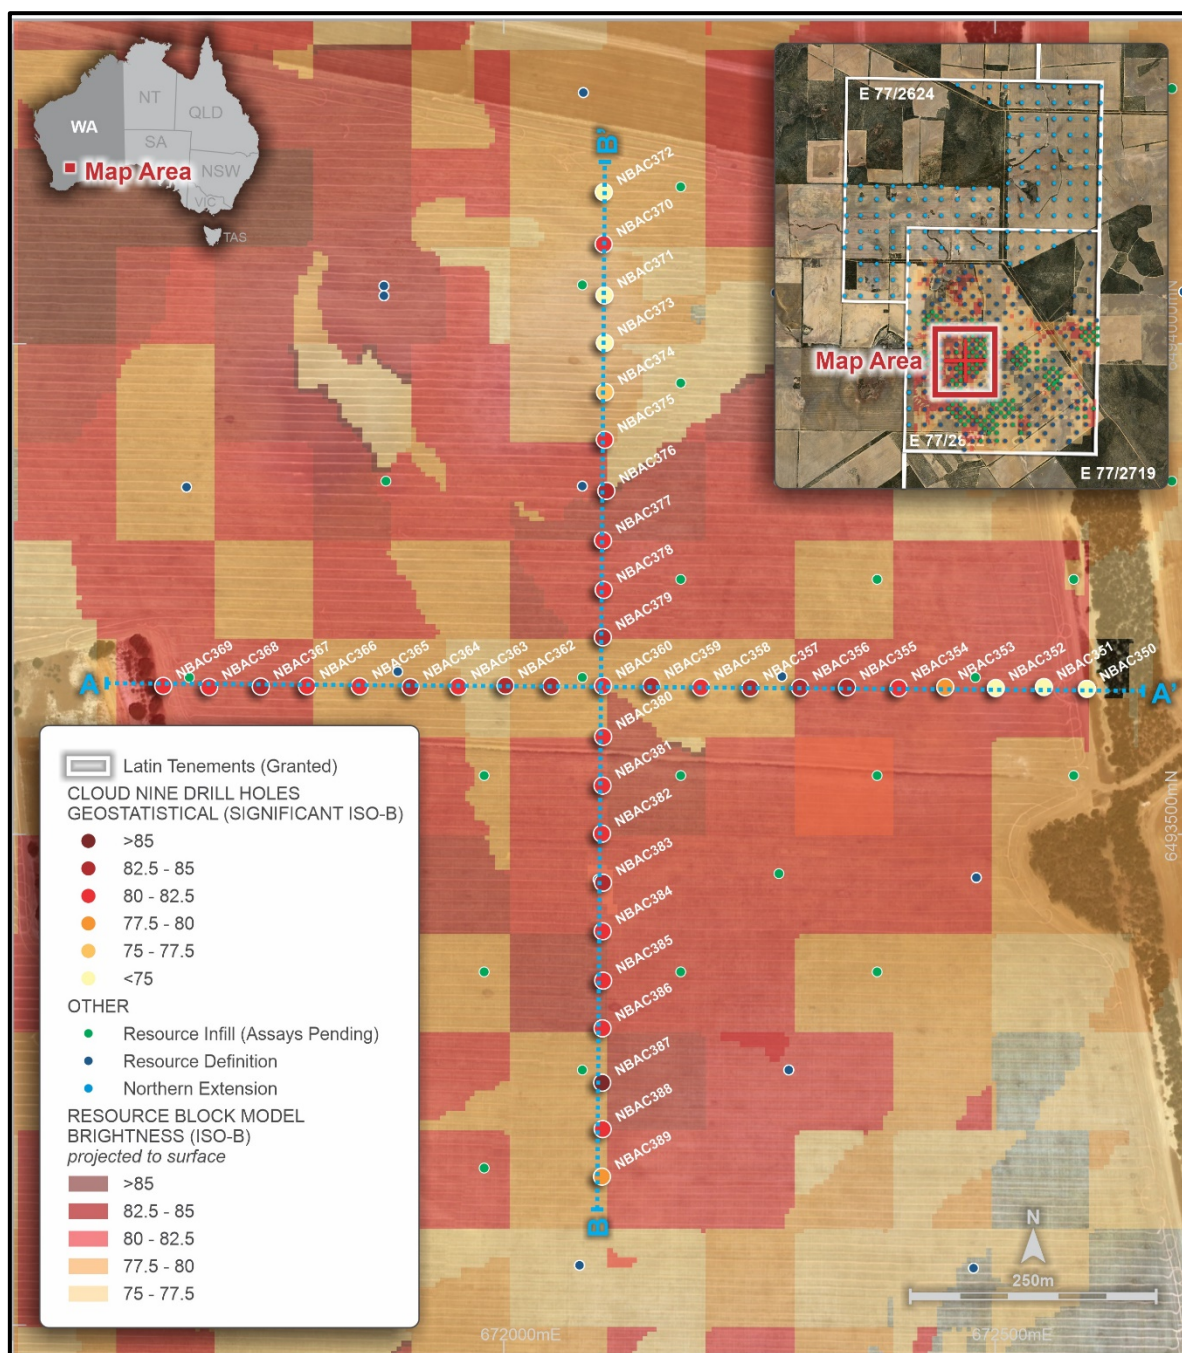 NT
QLD
WA
SA
NSW
VIC
TAS
Map Area
E 77/2624
Map Area
E 77/28
E 77/2719
B'
NBAC372
NBAC370
NBAC371
NBAC373
NBAC374
NBAC375
NBAC376
NBAC377
NBAC378
NBAC379
A
NBAC369
NBAC368
NBAC367
NBAC366
NBAC365
NBAC364
NBAC363
NBAC362
NBAC360
NBAC359
NBAC358
NBAC357
NBAC356
NBAC355
NBAC354
NBAC353
NBAC352
NBAC351
NBAC350
A'
NBAC380
NBAC381
NBAC382
NBAC383
NBAC384
NBAC385
NBAC386
NBAC387
NBAC388
NBAC389
B
6493500mN
Latin Tenements (Granted)
CLOUD NINE DRILL HOLES
GEOSTATISTICAL (SIGNIFICANT ISO-B)
>85
82.5 - 85
80 - 82.5
77.5 - 80
75 - 77.5
<75
OTHER
Resource Infill (Assays Pending)
Resource Definition
Northern Extension
RESOURCE BLOCK MODEL
BRIGHTNESS (ISO-B)
projected to surface
>85
82.5 - 85
80 - 82.5
77.5 - 80
75 - 77.5
N
250m
672000mE
672500mE